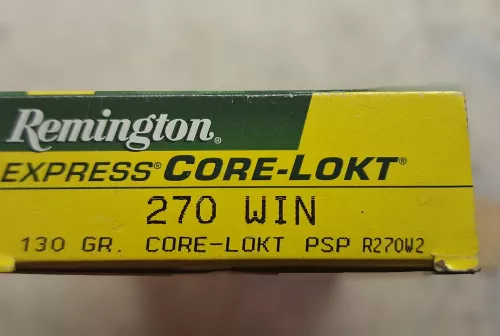 Remington®
EXPRESS® CORE-LOKT®
270 WIN
130 GR. CORE-LOKT PSP R270W2